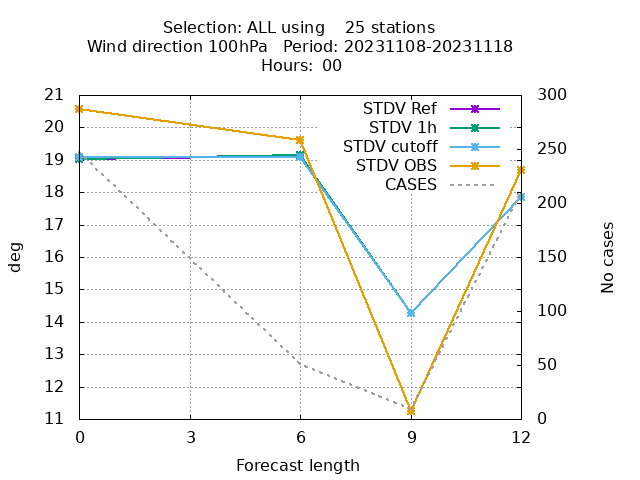 Selection: ALL using    25 stations
Wind direction 100hPa   Period: 20231108-20231118
Hours: 00
21
20
19
18
17
16
15
14
13
12
11
deg
300
250
200
150
100
50
0
No cases
STDV Ref
STDV 1h
STDV cutoff
STDV OBS
CASES
0 3 6 9 12
Forecast length